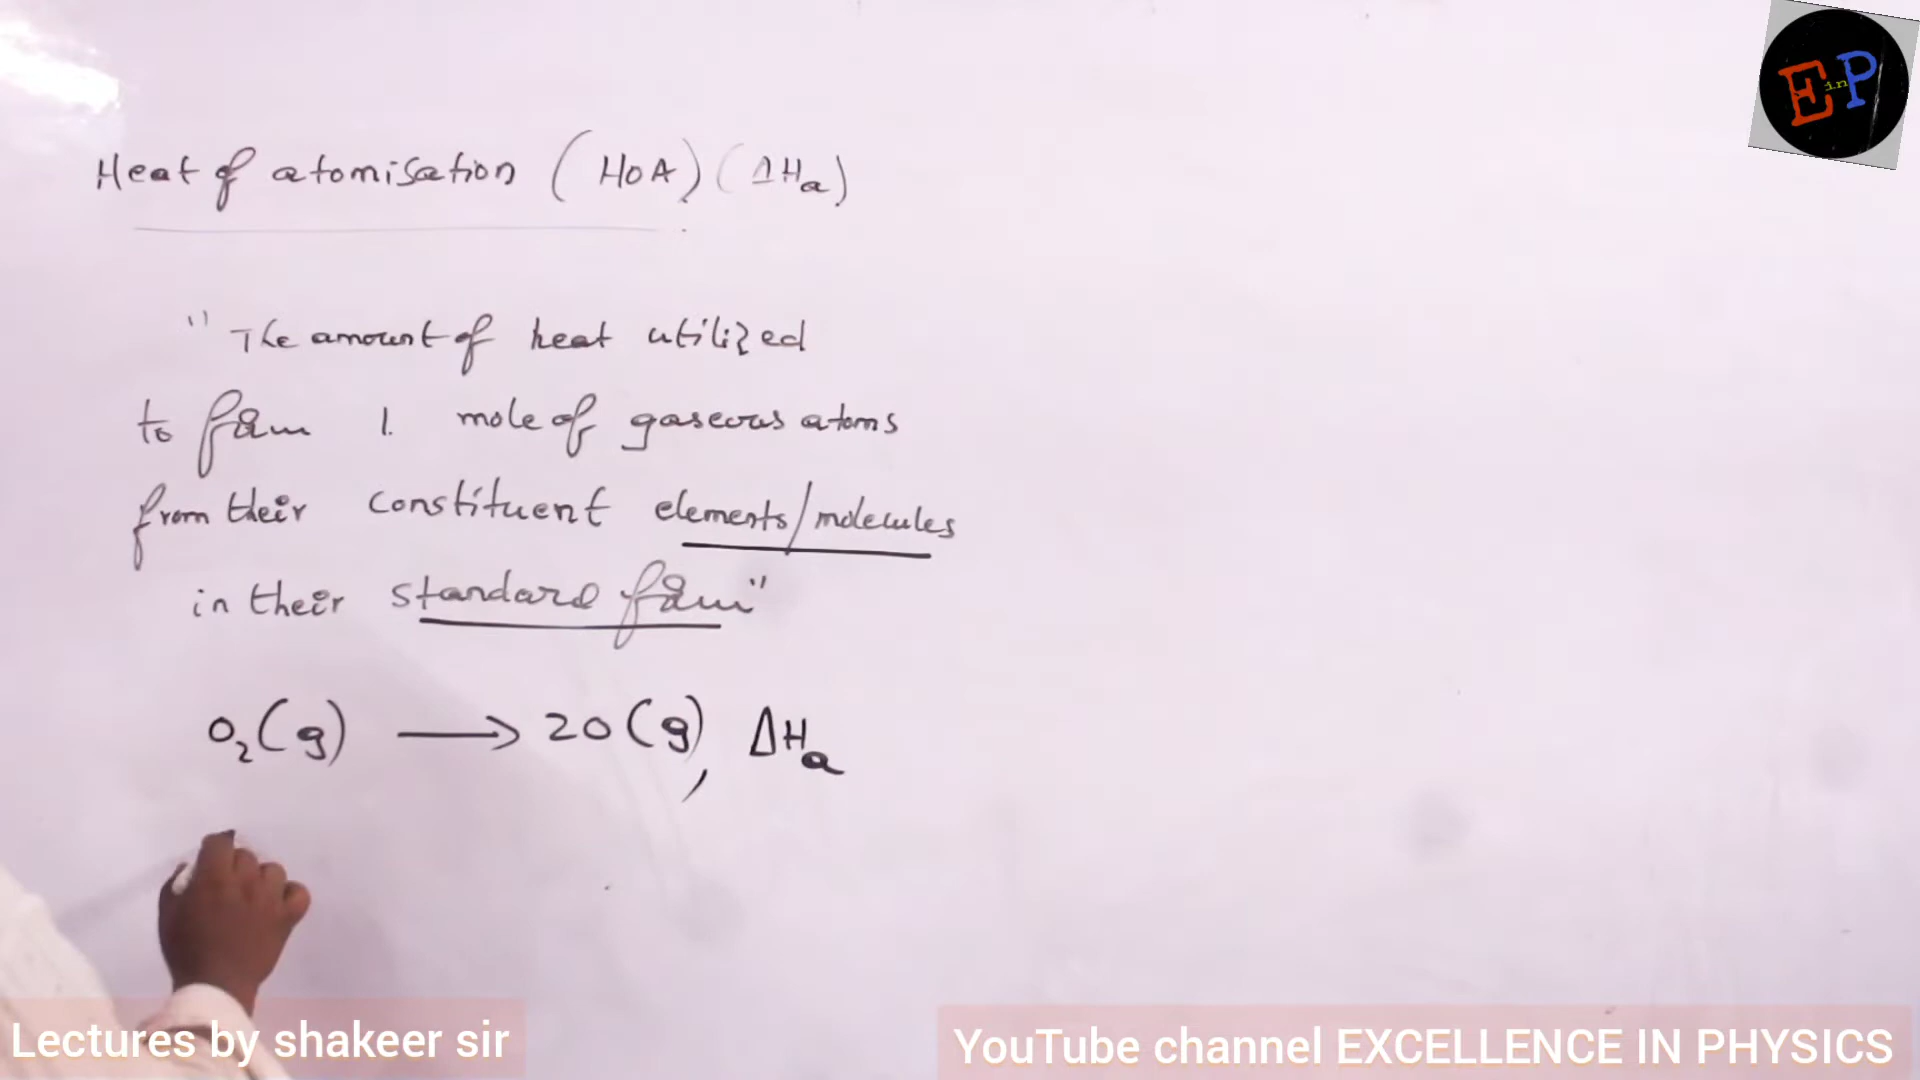 E in P
Heat of atomisation (HOA) (ΔHa)
"The amount of heat utilized
to form 1. mole of gaseous atoms
from their constituent elements/molecules
in their standard form"
O₂(g) ⟶ 2O(g), ΔHa
Lectures by shakeer sir
YouTube channel EXCELLENCE IN PHYSICS